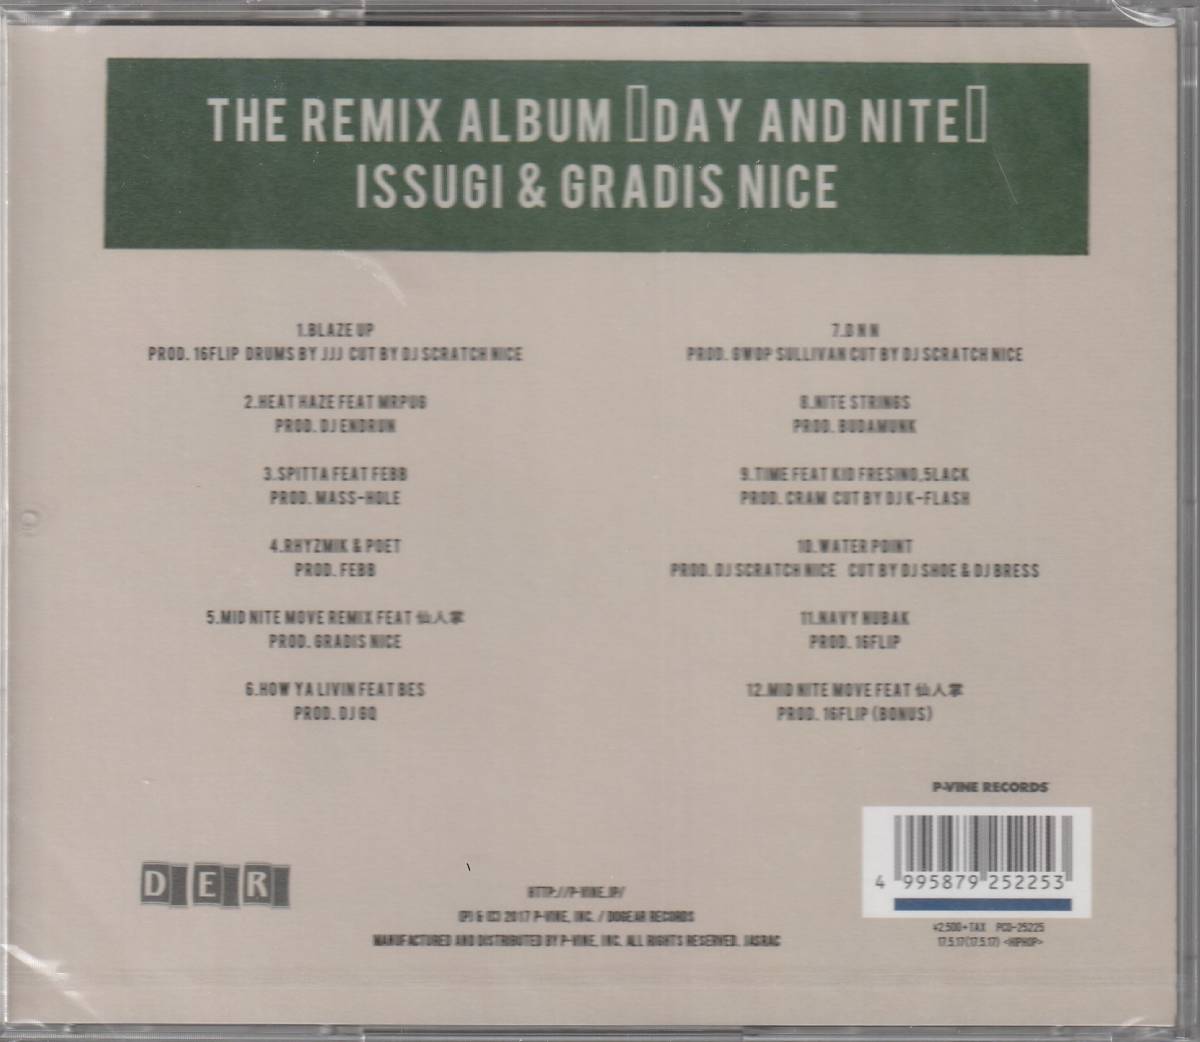 THE REMIX ALBUM ▯DAY AND NITE▯
ISSUGI & GRADIS NICE
1.BLAZE UP
PROD. 16FLIP DRUMS BY JJJ CUT BY DJ SCRATCH NICE
2.HEAT HAZE FEAT MRPUG
PROD. DJ ENDRUN
3.SPITTA FEAT FEBB
PROD. MASS-HOLE
4.RHYZMIK & POET
PROD. FEBB
5.MID NITE MOVE REMIX FEAT 仙人掌
PROD. GRADIS NICE
6.HOW YA LIVIN FEAT BES
PROD. DJ GQ
7.D N N
PROD. GWOP SULLIVAN CUT BY DJ SCRATCH NICE
8.NITE STRINGS
PROD. BUDAMUNK
9.TIME FEAT KID FRESINO,5LACK
PROD. CRAM CUT BY DJ K-FLASH
10.WATER POINT
PROD. DJ SCRATCH NICE CUT BY DJ SHOE & DJ BRESS
11.NAVY NUBAK
PROD. 16FLIP
12.MID NITE MOVE FEAT 仙人掌
PROD. 16FLIP (BONUS)
P-VINE RECORDS
4 995879 252253
¥2,500+TAX PCD-25225
17.5.17(17.5.17) <HIPHOP>
D E R
HTTP://P-VINE.JP/
(P) & (C) 2017 P-VINE, INC. / DOGEAR RECORDS
MANUFACTURED AND DISTRIBUTED BY P-VINE, INC. ALL RIGHTS RESERVED. JASRAC